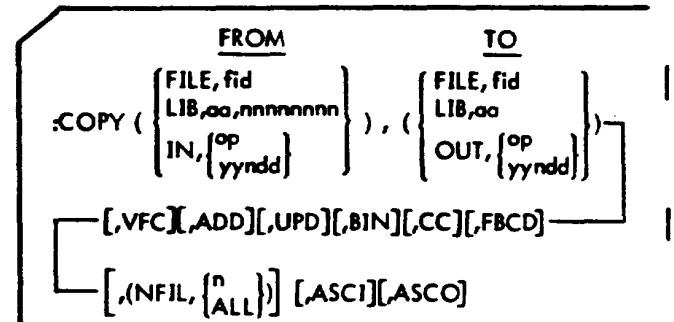 FROM TO
FILE, fid FILE, fid
:COPY ( LIB,aa,nnnnnnnn ) , ( LIB,aa )
IN, {op yyndd} OUT, {op yyndd}
[,VFC][,ADD][,UPD][,BIN][,CC][,FBCD]
[,(NFIL, {n ALL})] [,ASCI][,ASCO]